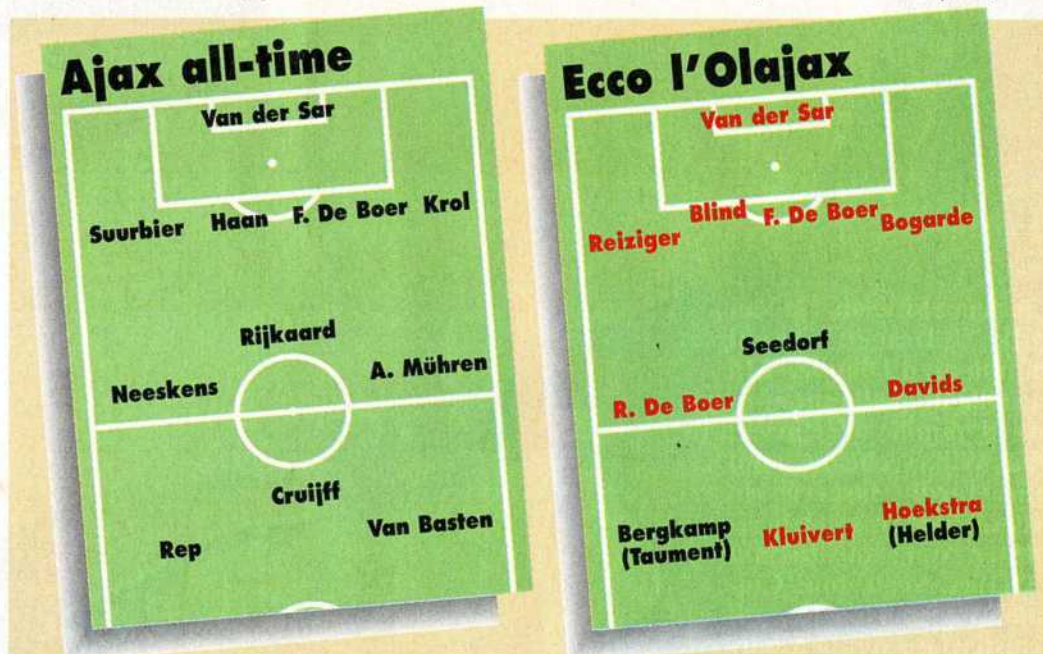 Ajax all-time
Van der Sar
Suurbier Haan F. De Boer Krol
Rijkaard
Neeskens A. Mühren
Cruijff
Rep Van Basten
Ecco l'Olajax
Van der Sar
Reiziger Blind F. De Boer Bogarde
Seedorf
R. De Boer Davids
Bergkamp Kluivert Hoekstra
(Taument) (Helder)